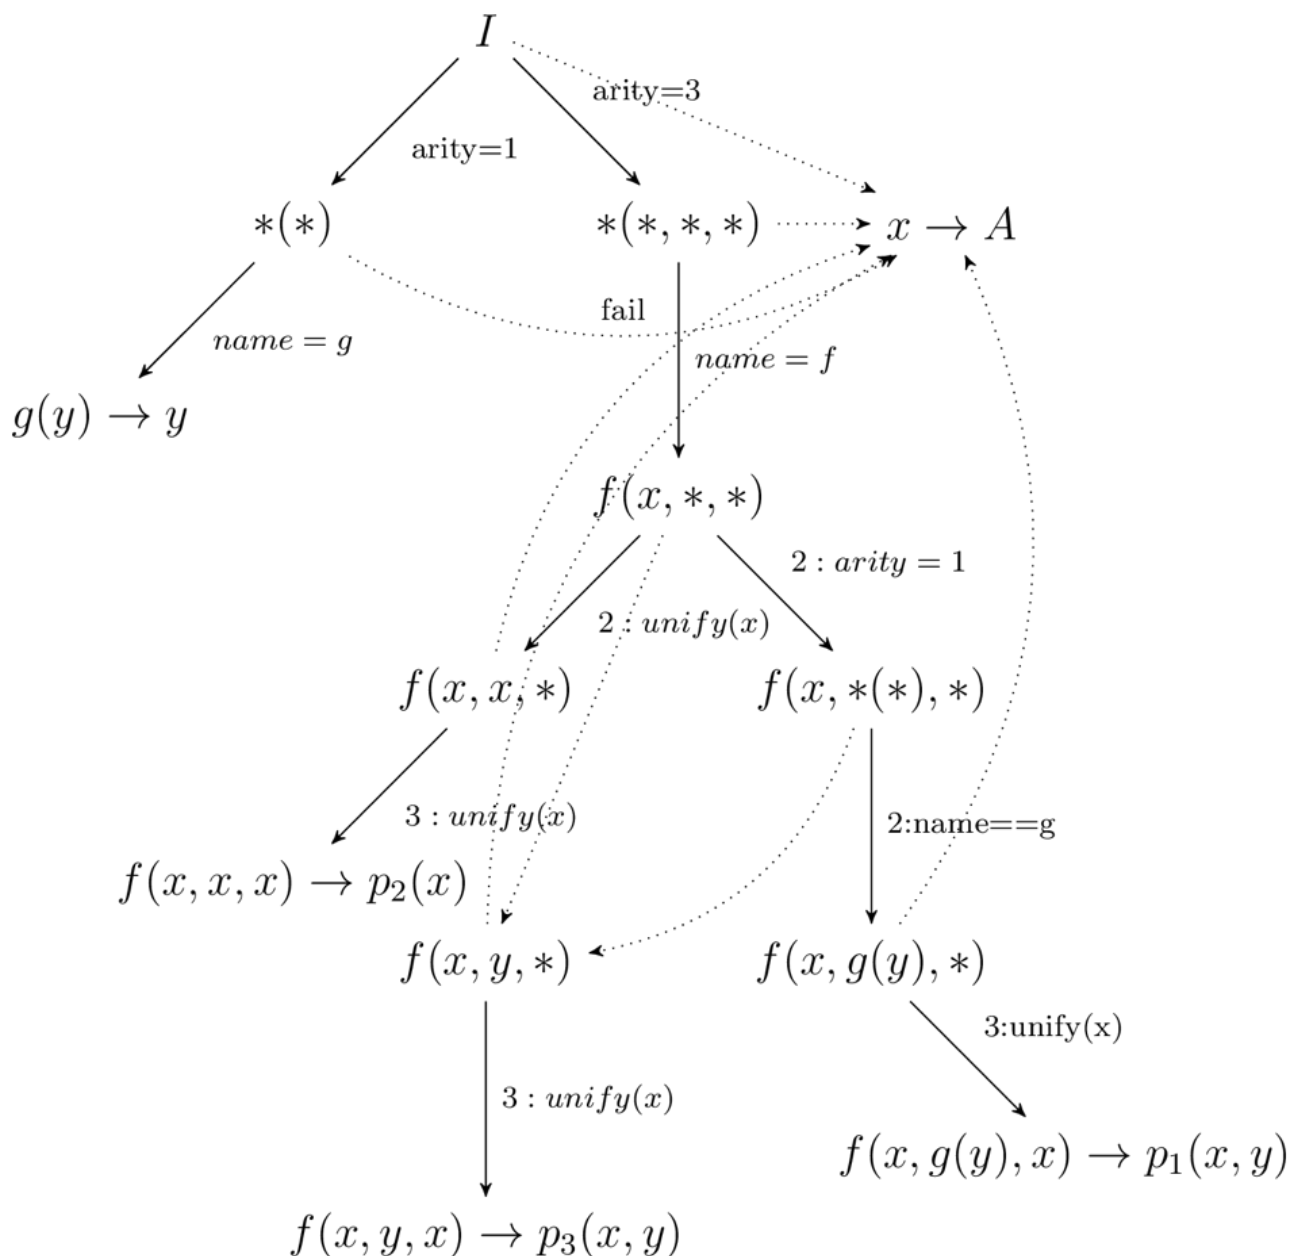 I
arity=3
arity=1
*(*)
*(*, *, *)
x → A
fail
name = g
name = f
g(y) → y
f(x, *, *)
2 : arity = 1
2 : unify(x)
f(x, x, *)
f(x, *(*), *)
3 : unify(x)
2:name==g
f(x, x, x) → p₂(x)
f(x, y, *)
f(x, g(y), *)
3:unify(x)
3 : unify(x)
f(x, g(y), x) → p₁(x, y)
f(x, y, x) → p₃(x, y)